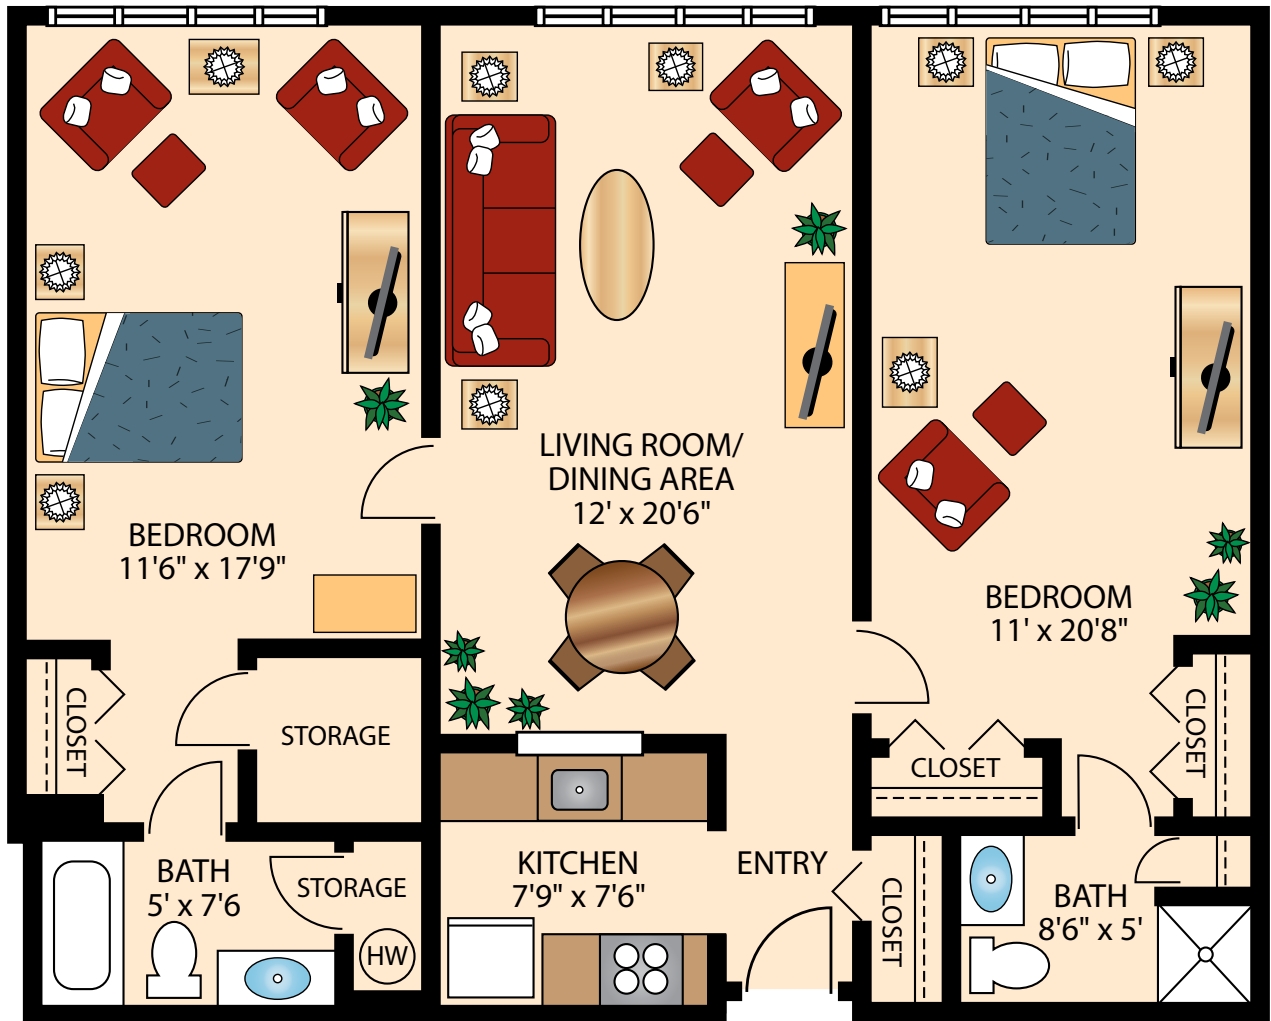 LIVING ROOM/
DINING AREA
12' x 20'6"
BEDROOM
11'6" x 17'9"
BEDROOM
11' x 20'8"
CLOSET
STORAGE
CLOSET
CLOSET
BATH
5' x 7'6
STORAGE
HW
KITCHEN
7'9" x 7'6"
ENTRY
CLOSET
BATH
8'6" x 5'